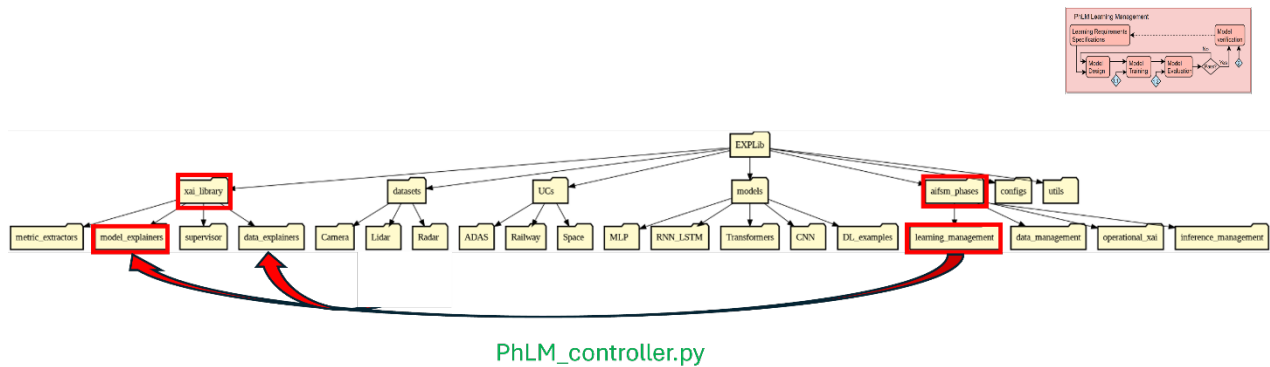 PhLM Learning Management
Learning Requirements
Specifications
Model
verification
No
Model
Design
Model
Training
Model
Evaluation
Yes
EXPLib
xai_library
datasets
UCs
models
aifsm_phases
configs
utils
metric_extractors
model_explainers
supervisor
data_explainers
Camera
Lidar
Radar
ADAS
Railway
Space
MLP
RNN_LSTM
Transformers
CNN
DL_examples
learning_management
data_management
operational_xai
inference_management
PhLM_controller.py